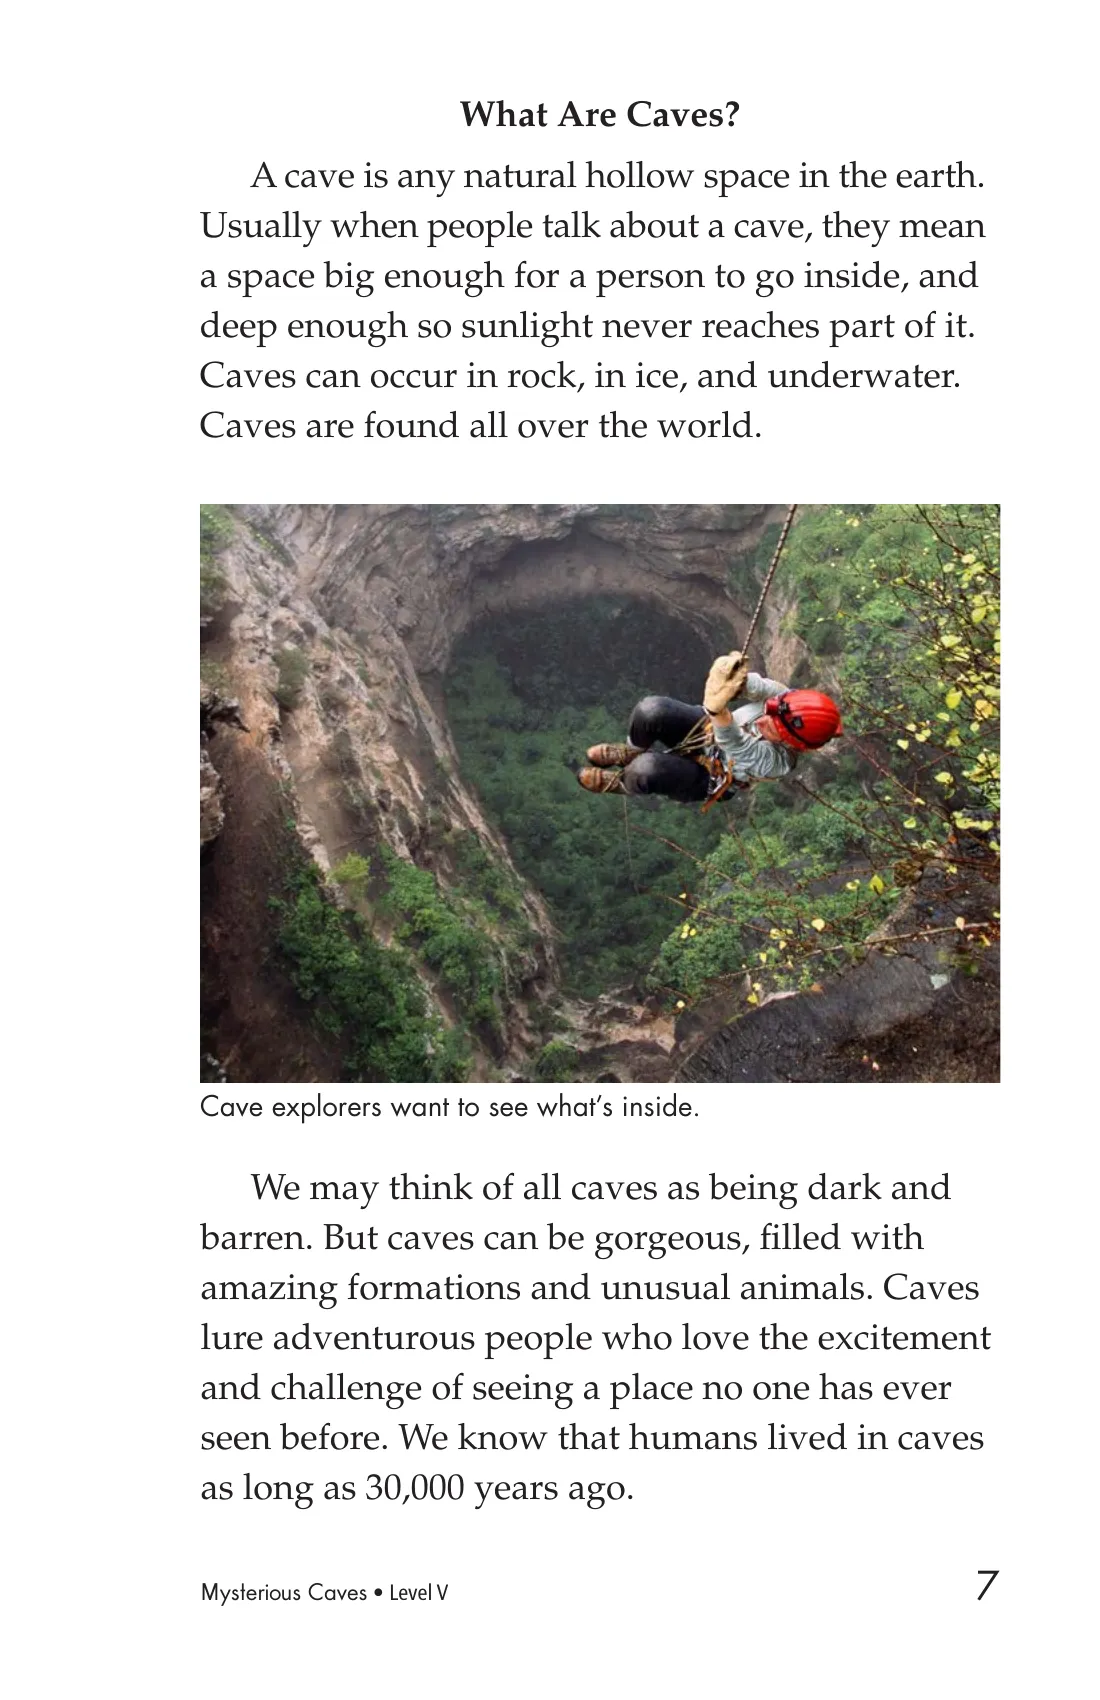 What Are Caves?
A cave is any natural hollow space in the earth.
Usually when people talk about a cave, they mean
a space big enough for a person to go inside, and
deep enough so sunlight never reaches part of it.
Caves can occur in rock, in ice, and underwater.
Caves are found all over the world.
Cave explorers want to see what's inside.
We may think of all caves as being dark and
barren. But caves can be gorgeous, filled with
amazing formations and unusual animals. Caves
lure adventurous people who love the excitement
and challenge of seeing a place no one has ever
seen before. We know that humans lived in caves
as long as 30,000 years ago.
Mysterious Caves • Level V
7